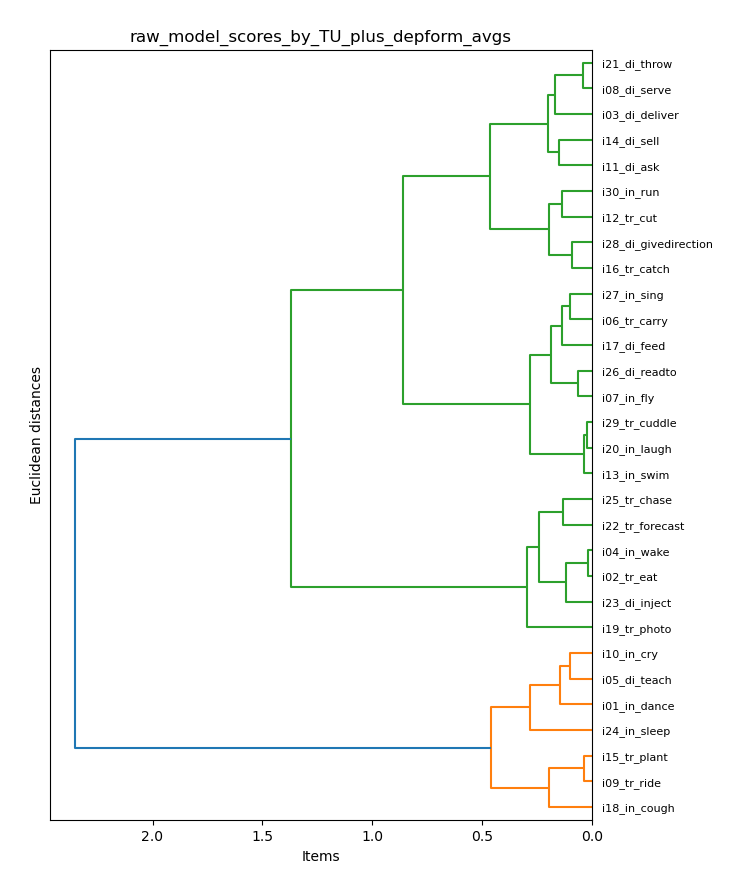 raw_model_scores_by_TU_plus_depform_avgs
i21_di_throw
i08_di_serve
i03_di_deliver
i14_di_sell
i11_di_ask
i30_in_run
i12_tr_cut
i28_di_givedirection
i16_tr_catch
i27_in_sing
i06_tr_carry
i17_di_feed
i26_di_readto
i07_in_fly
i29_tr_cuddle
i20_in_laugh
i13_in_swim
i25_tr_chase
i22_tr_forecast
i04_in_wake
i02_tr_eat
i23_di_inject
i19_tr_photo
i10_in_cry
i05_di_teach
i01_in_dance
i24_in_sleep
i15_tr_plant
i09_tr_ride
i18_in_cough
Euclidean distances
2.0 1.5 1.0 0.5 0.0
Items